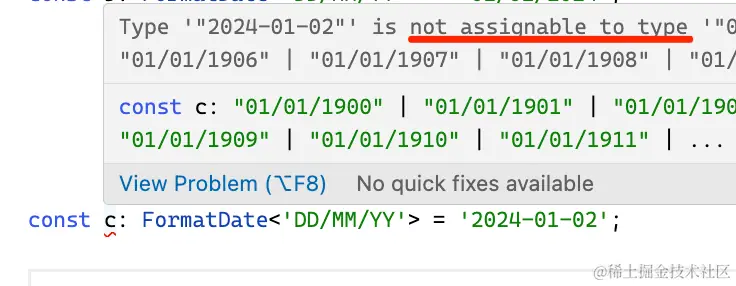 Type '"2024-01-02"' is not assignable to type '"0
"01/01/1906" | "01/01/1907" | "01/01/1908" | "01/
const c: "01/01/1900" | "01/01/1901" | "01/01/190
"01/01/1909" | "01/01/1910" | "01/01/1911" | ...
View Problem (⌥F8) No quick fixes available
const c: FormatDate<'DD/MM/YY'> = '2024-01-02';
@稀土掘金技术社区